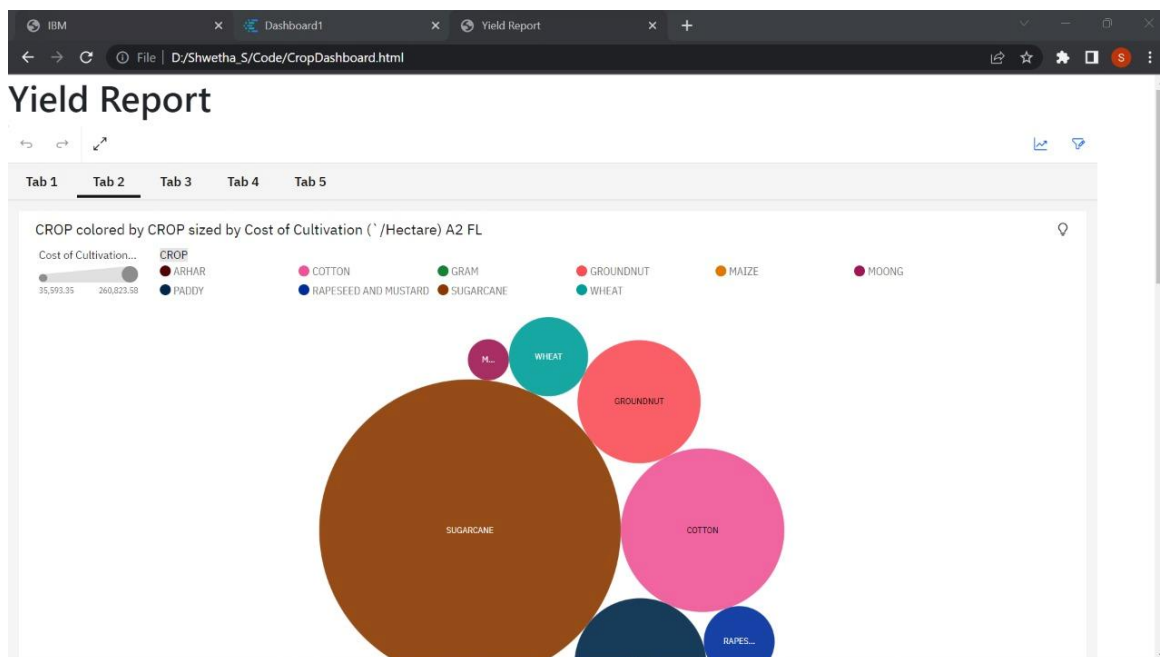 IBM
Dashboard1
Yield Report
File | D:/Shwetha_S/Code/CropDashboard.html
S
Yield Report
Tab 1 Tab 2 Tab 3 Tab 4 Tab 5
CROP colored by CROP sized by Cost of Cultivation (`/Hectare) A2 FL
Cost of Cultivation... CROP
ARHAR COTTON GRAM GROUNDNUT MAIZE MOONG
35,593.35 260,823.58 PADDY RAPESEED AND MUSTARD SUGARCANE WHEAT
M...
WHEAT
GROUNDNUT
SUGARCANE
COTTON
RAPES...